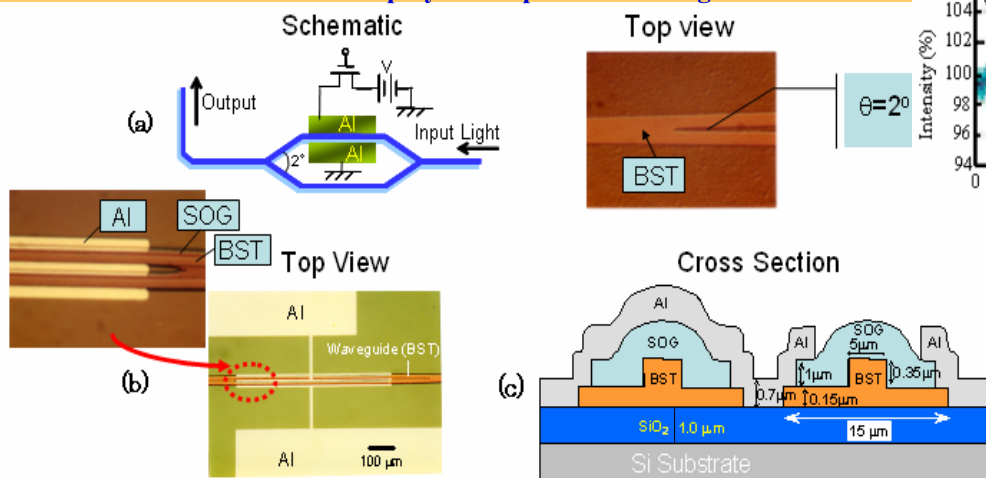 Schematic
Top view
V
Output
(a)
Al
Al
Input Light
2°
θ=2°
BST
Intensity (%)
104
102
100
98
96
94
0
Al
SOG
BST
Top View
Al
Waveguide (BST)
(b)
Al
100 μm
Cross Section
Al
SOG
BST
SOG
5μm
Al
Al
1μm
BST
0.35μm
0.7μm
0.15μm
(c)
SiO2
1.0 μm
15 μm
Si Substrate